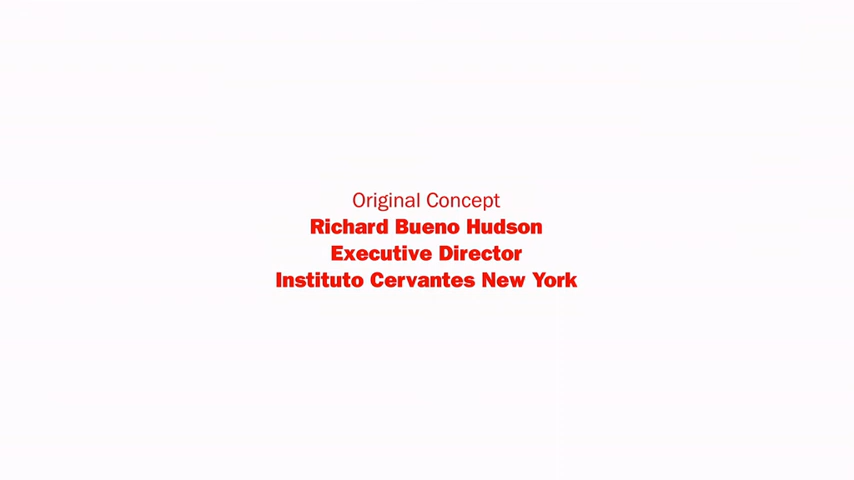 Original Concept
Richard Bueno Hudson
Executive Director
Instituto Cervantes New York